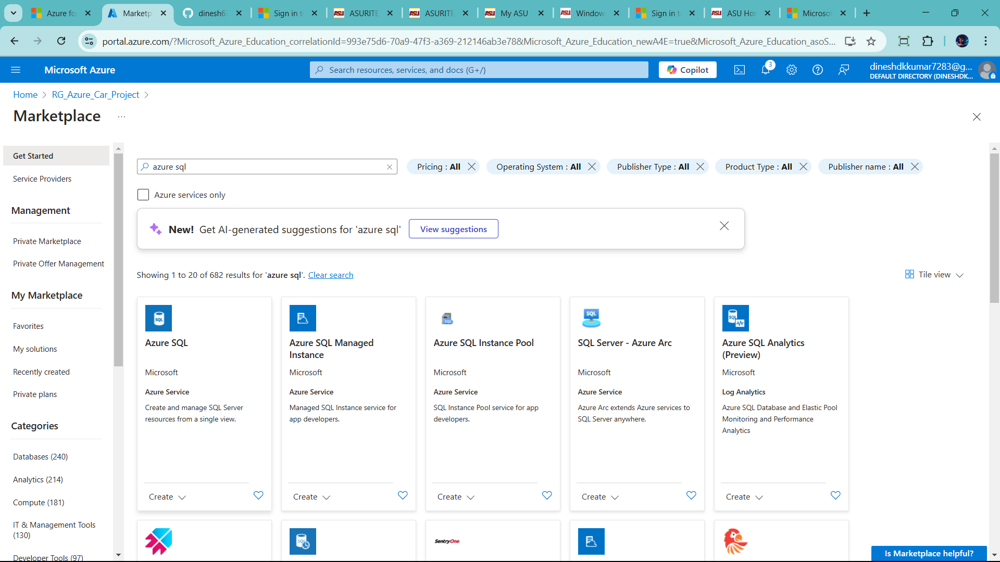 Azure fo
Marketp
dinesh63
Sign in t
ASURITE
ASURITE
My ASU
Window
Sign in t
ASU Hor
Microsof
portal.azure.com/?Microsoft_Azure_Education_correlationId=993e75d6-70a9-47f3-a369-212146ab3e78&Microsoft_Azure_Education_newA4E=true&Microsoft_Azure_Education_asoS...
Microsoft Azure
Search resources, services, and docs (G+/)
Copilot
3
dineshdkkumar7283@g...
DEFAULT DIRECTORY (DINESHDK...
Home
RG_Azure_Car_Project
Marketplace
...
Get Started
Service Providers
Management
Private Marketplace
Private Offer Management
My Marketplace
Favorites
My solutions
Recently created
Private plans
Categories
Databases (240)
Analytics (214)
Compute (181)
IT & Management Tools
(130)
Developer Tools (97)
azure sql
Pricing : All
Operating System : All
Publisher Type : All
Product Type : All
Publisher name : All
Azure services only
New! Get AI-generated suggestions for 'azure sql'
View suggestions
Showing 1 to 20 of 682 results for 'azure sql'. Clear search
Tile view
SQL
Azure SQL
Microsoft
Azure Service
Create and manage SQL Server
resources from a single view.
Create
Azure SQL Managed
Instance
Microsoft
Azure Service
Managed SQL Instance service for
app developers.
Create
SQL
Azure SQL Instance Pool
Microsoft
Azure Service
SQL Instance Pool service for app
developers.
Create
SQL
SQL Server - Azure Arc
Microsoft
Azure Service
Azure Arc extends Azure services to
SQL Server anywhere.
Create
SQL
Azure SQL Analytics
(Preview)
Microsoft
Log Analytics
Azure SQL Database and Elastic Pool
Monitoring and Performance
Analytics
Create
SQL
SentryOne.
Is Marketplace helpful?